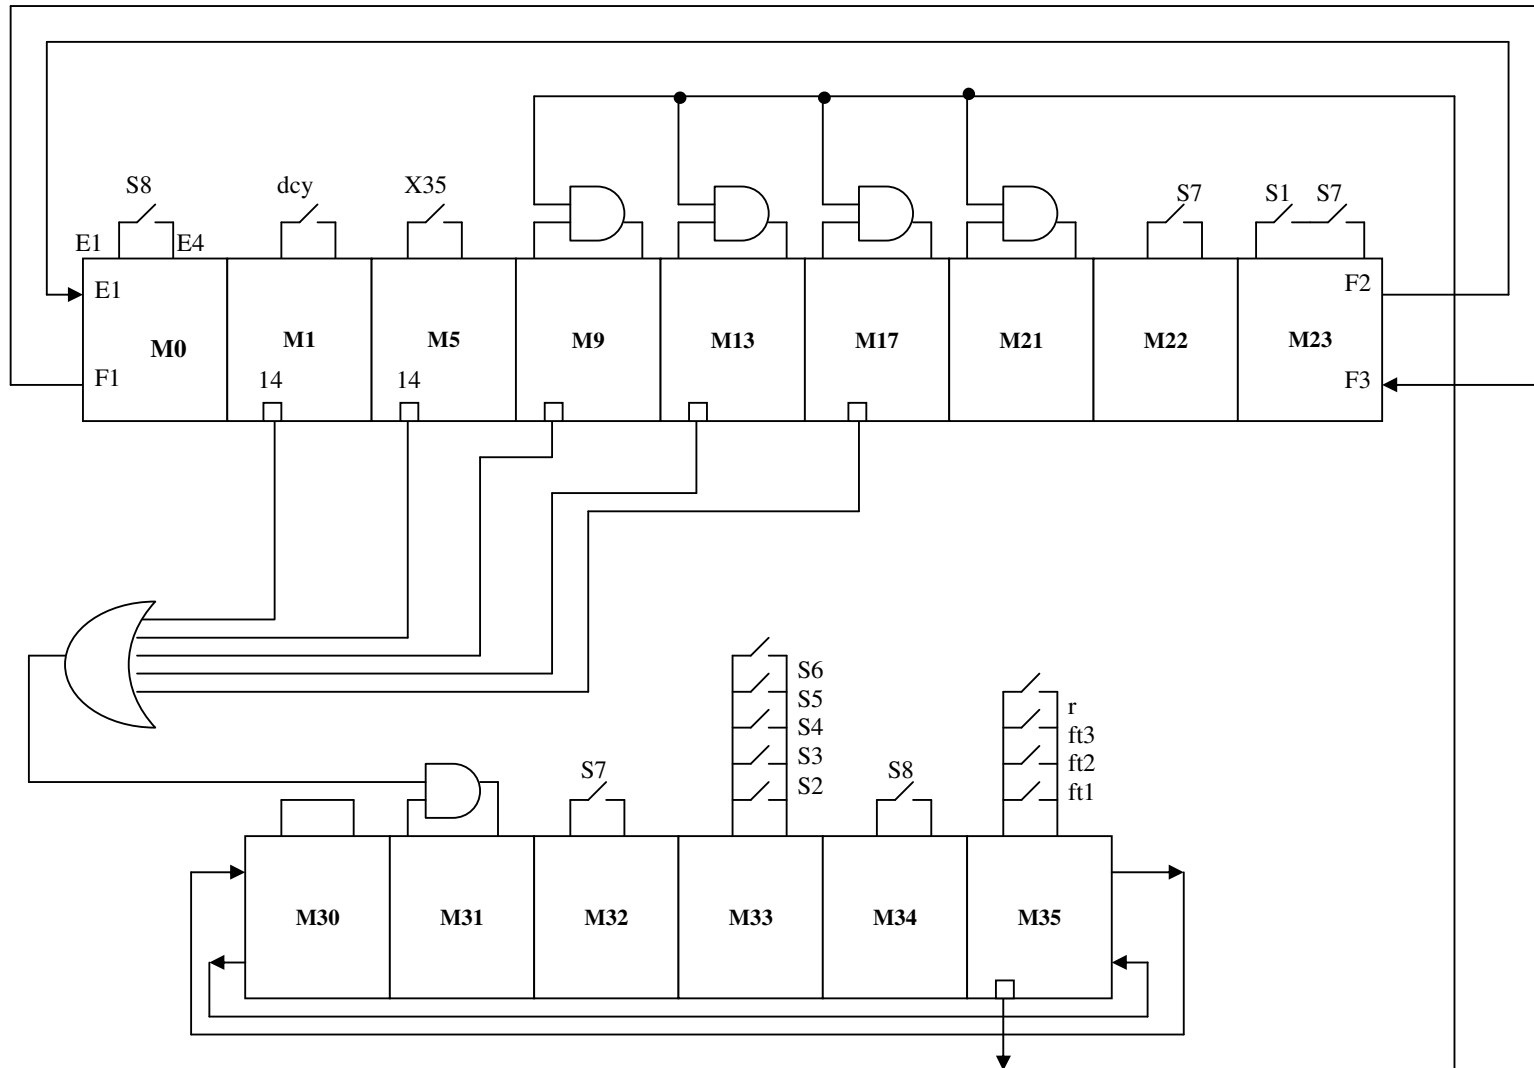 S8 dcy X35 S7 S1 S7
E1 E4
E1 F2
M0 M1 M5 M9 M13 M17 M21 M22 M23
F1 14 14 F3
S6
S5
S4
S3
S2
r
ft3
ft2
ft1
S7 S8
M30 M31 M32 M33 M34 M35